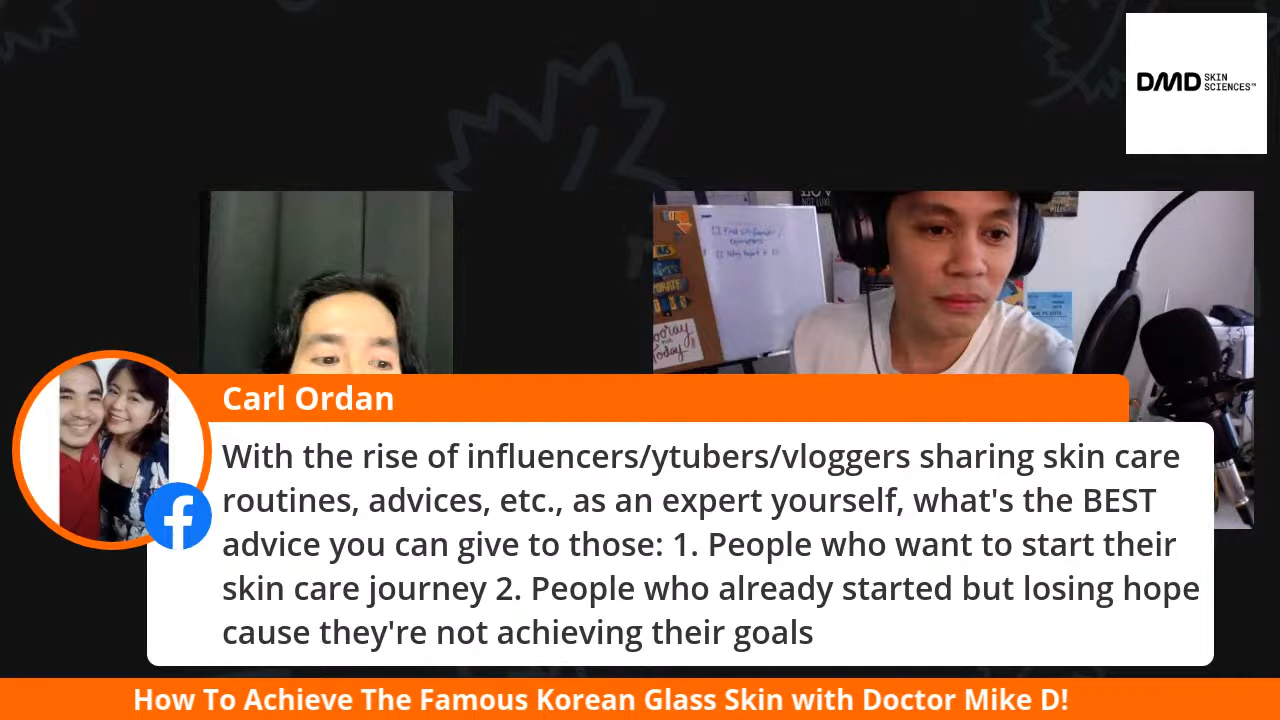 DMD SKIN
SCIENCES™
Hooray
Today
Carl Ordan
With the rise of influencers/ytubers/vloggers sharing skin care
routines, advices, etc., as an expert yourself, what's the BEST
advice you can give to those: 1. People who want to start their
skin care journey 2. People who already started but losing hope
cause they're not achieving their goals
How To Achieve The Famous Korean Glass Skin with Doctor Mike D!